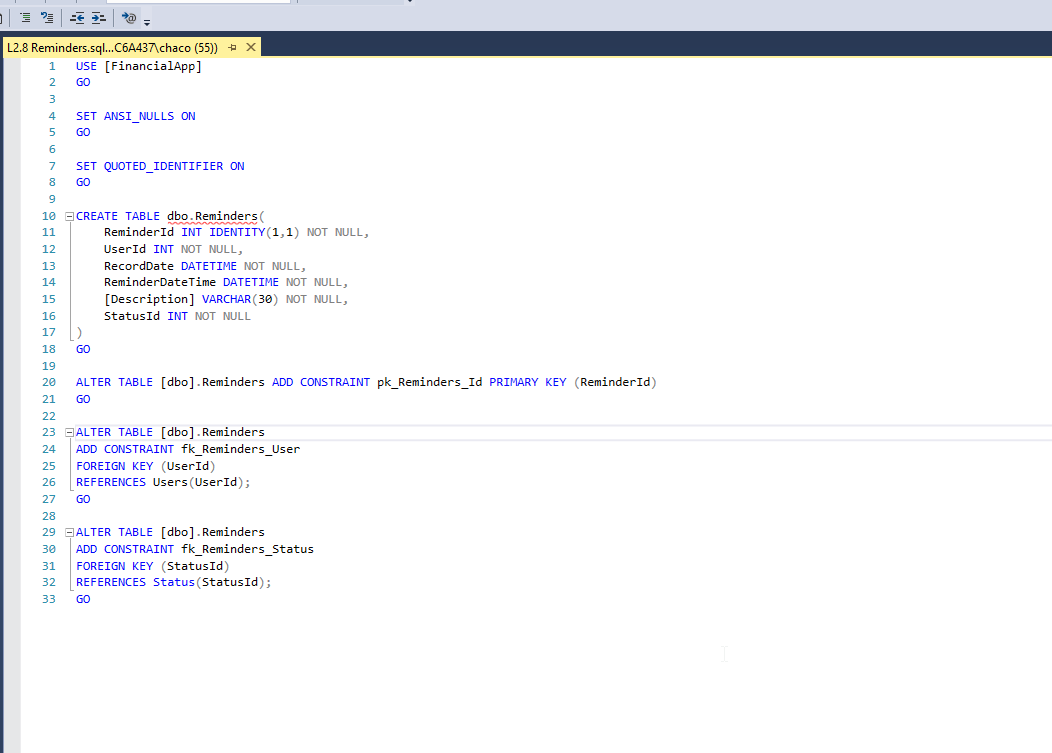 L2.8 Reminders.sql...C6A437\chaco (55))
1 USE [FinancialApp]
2 GO
3
4 SET ANSI_NULLS ON
5 GO
6
7 SET QUOTED_IDENTIFIER ON
8 GO
9
10 CREATE TABLE dbo.Reminders(
11 ReminderId INT IDENTITY(1,1) NOT NULL,
12 UserId INT NOT NULL,
13 RecordDate DATETIME NOT NULL,
14 ReminderDateTime DATETIME NOT NULL,
15 [Description] VARCHAR(30) NOT NULL,
16 StatusId INT NOT NULL
17 )
18 GO
19
20 ALTER TABLE [dbo].Reminders ADD CONSTRAINT pk_Reminders_Id PRIMARY KEY (ReminderId)
21 GO
22
23 ALTER TABLE [dbo].Reminders
24 ADD CONSTRAINT fk_Reminders_User
25 FOREIGN KEY (UserId)
26 REFERENCES Users(UserId);
27 GO
28
29 ALTER TABLE [dbo].Reminders
30 ADD CONSTRAINT fk_Reminders_Status
31 FOREIGN KEY (StatusId)
32 REFERENCES Status(StatusId);
33 GO